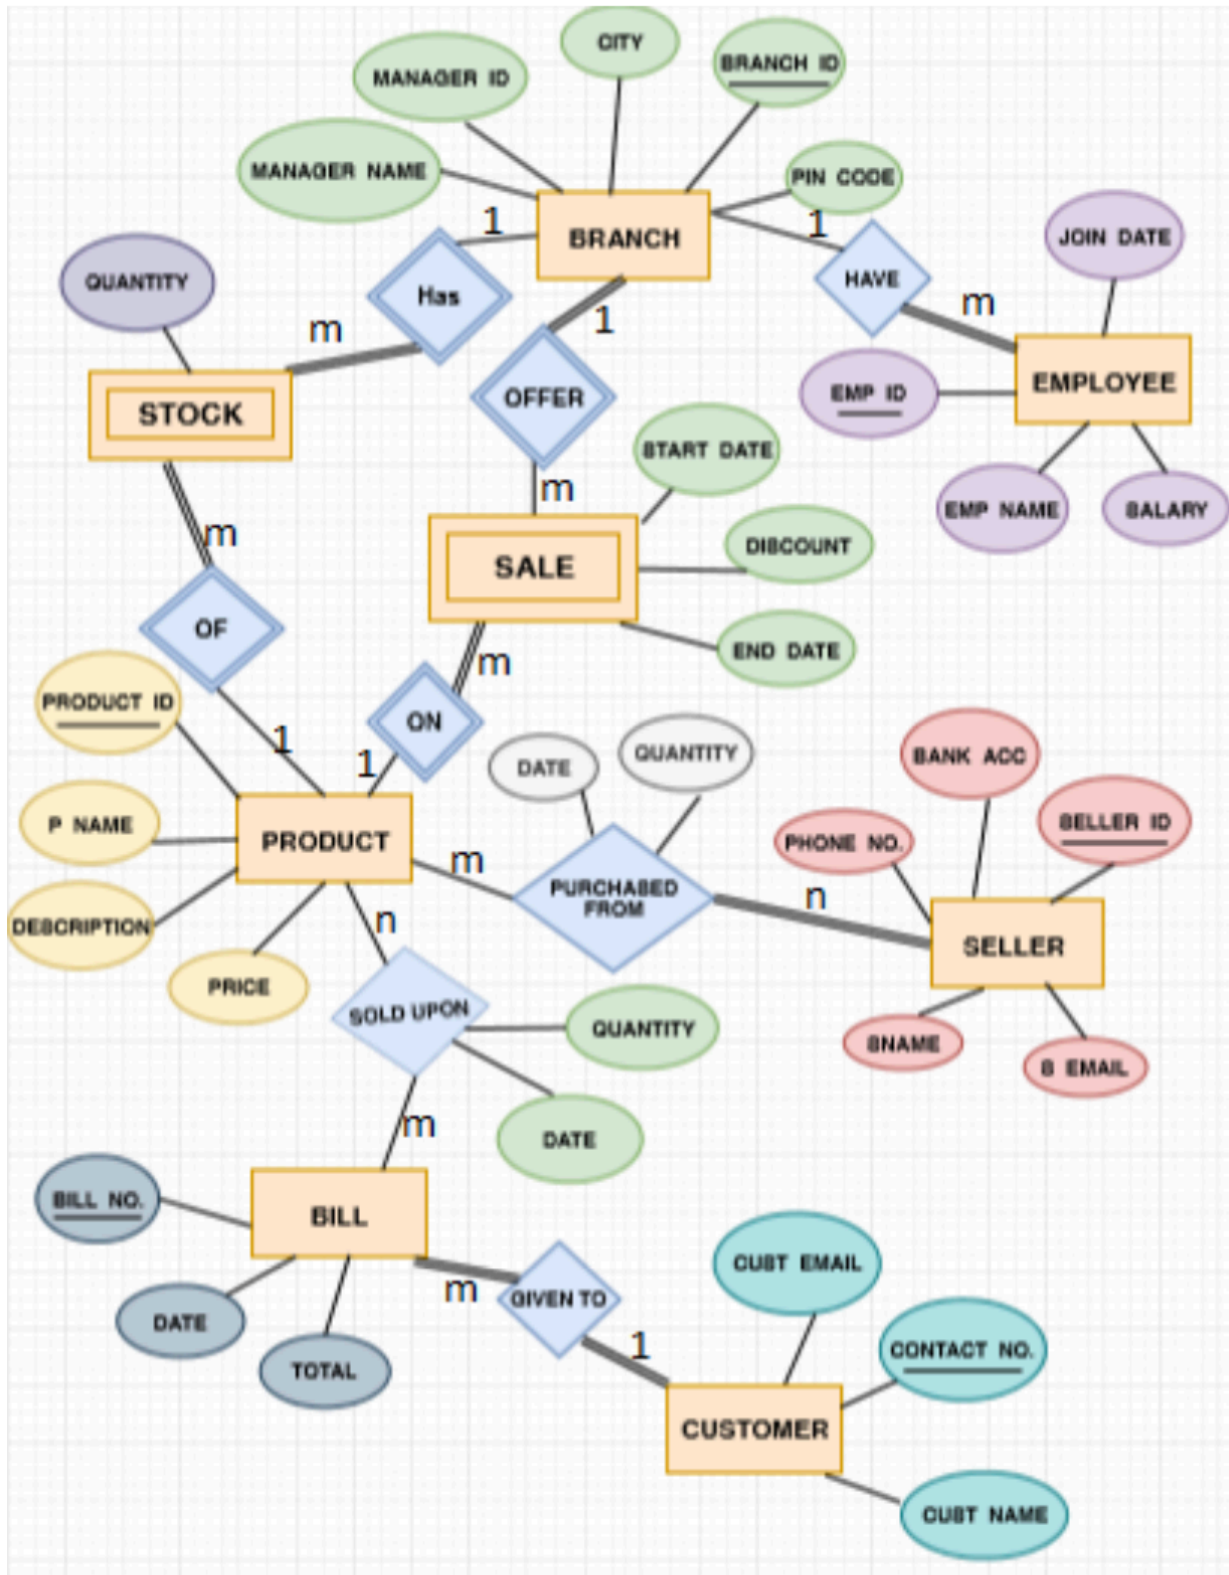 CITY
MANAGER ID
BRANCH ID
MANAGER NAME
PIN CODE
1
BRANCH
1
JOIN DATE
QUANTITY
Has
HAVE
m
1
m
EMPLOYEE
EMP ID
OFFER
STOCK
START DATE
m
EMP NAME
SALARY
m
DISCOUNT
SALE
OF
END DATE
m
PRODUCT ID
ON
1
1
DATE
QUANTITY
BANK ACC
P NAME
PRODUCT
PHONE NO.
SELLER ID
m
PURCHASED
FROM
n
n
DESCRIPTION
SELLER
PRICE
SOLD UPON
QUANTITY
SNAME
S EMAIL
m
DATE
BILL NO.
BILL
CUST EMAIL
m
GIVEN TO
DATE
1
CONTACT NO.
TOTAL
CUSTOMER
CUST NAME